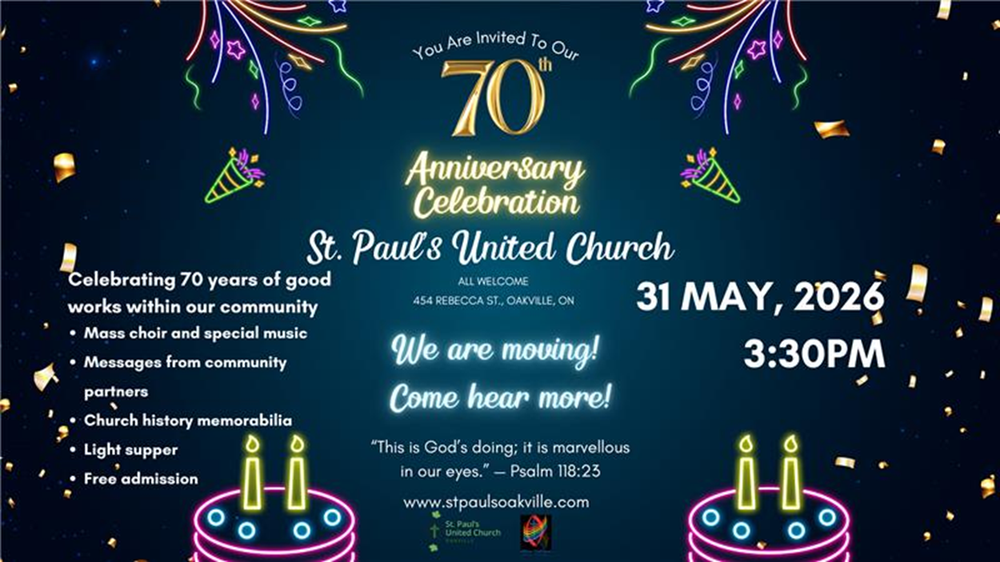 You Are Invited To Our
70th
Anniversary
Celebration
St. Paul's United Church
ALL WELCOME
454 REBECCA ST., OAKVILLE, ON
Celebrating 70 years of good
works within our community
• Mass choir and special music
• Messages from community
partners
• Church history memorabilia
• Light supper
• Free admission
We are moving!
Come hear more!
31 MAY, 2026
3:30PM
“This is God’s doing; it is marvellous
in our eyes.” — Psalm 118:23
www.stpaulsoakville.com
St. Paul's
United Church
OAKVILLE